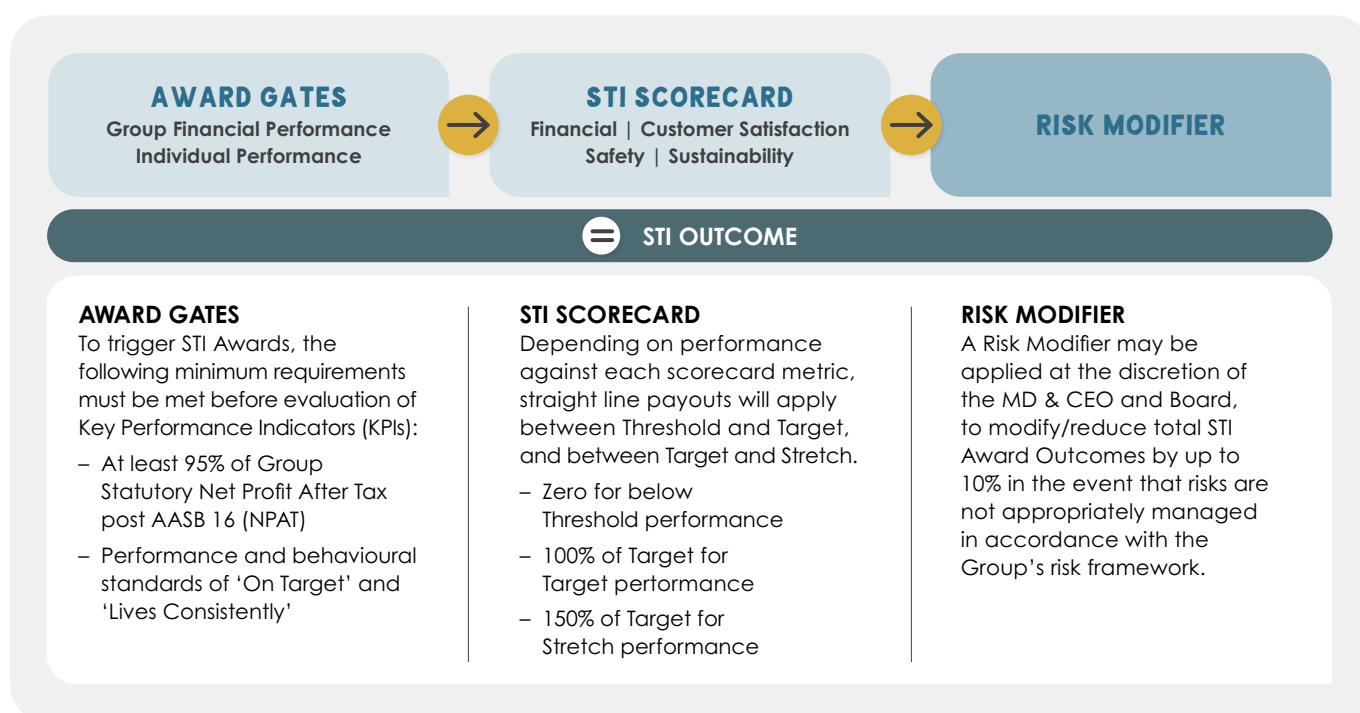 AWARD GATES
Group Financial Performance
Individual Performance
STI SCORECARD
Financial | Customer Satisfaction
Safety | Sustainability
RISK MODIFIER
= STI OUTCOME
AWARD GATES
To trigger STI Awards, the
following minimum requirements
must be met before evaluation of
Key Performance Indicators (KPIs):
– At least 95% of Group
Statutory Net Profit After Tax
post AASB 16 (NPAT)
– Performance and behavioural
standards of ‘On Target’ and
‘Lives Consistently’
STI SCORECARD
Depending on performance
against each scorecard metric,
straight line payouts will apply
between Threshold and Target,
and between Target and Stretch.
– Zero for below
Threshold performance
– 100% of Target for
Target pertormance
– 150% of Target for
Stretch performance
RISK MODIFIER
A Risk Modifier may be
applied at the discretion of
the MD & CEO and Board,
to modify/reduce total STI
Award Outcomes by up to
10% in the event that risks are
not appropriately managed
in accordance with the
Group’s risk framework.